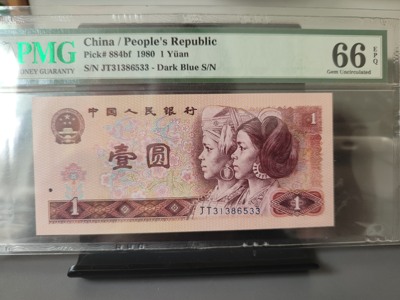 PMG
MONEY GUARANTY
China / People's Republic
Pick# 884bf 1980 1 Yüan
S/N JT31386533 - Dark Blue S/N
66 EPQ
Gem Uncirculated
中国人民银行
壹圆
1
1
JT31386533
1